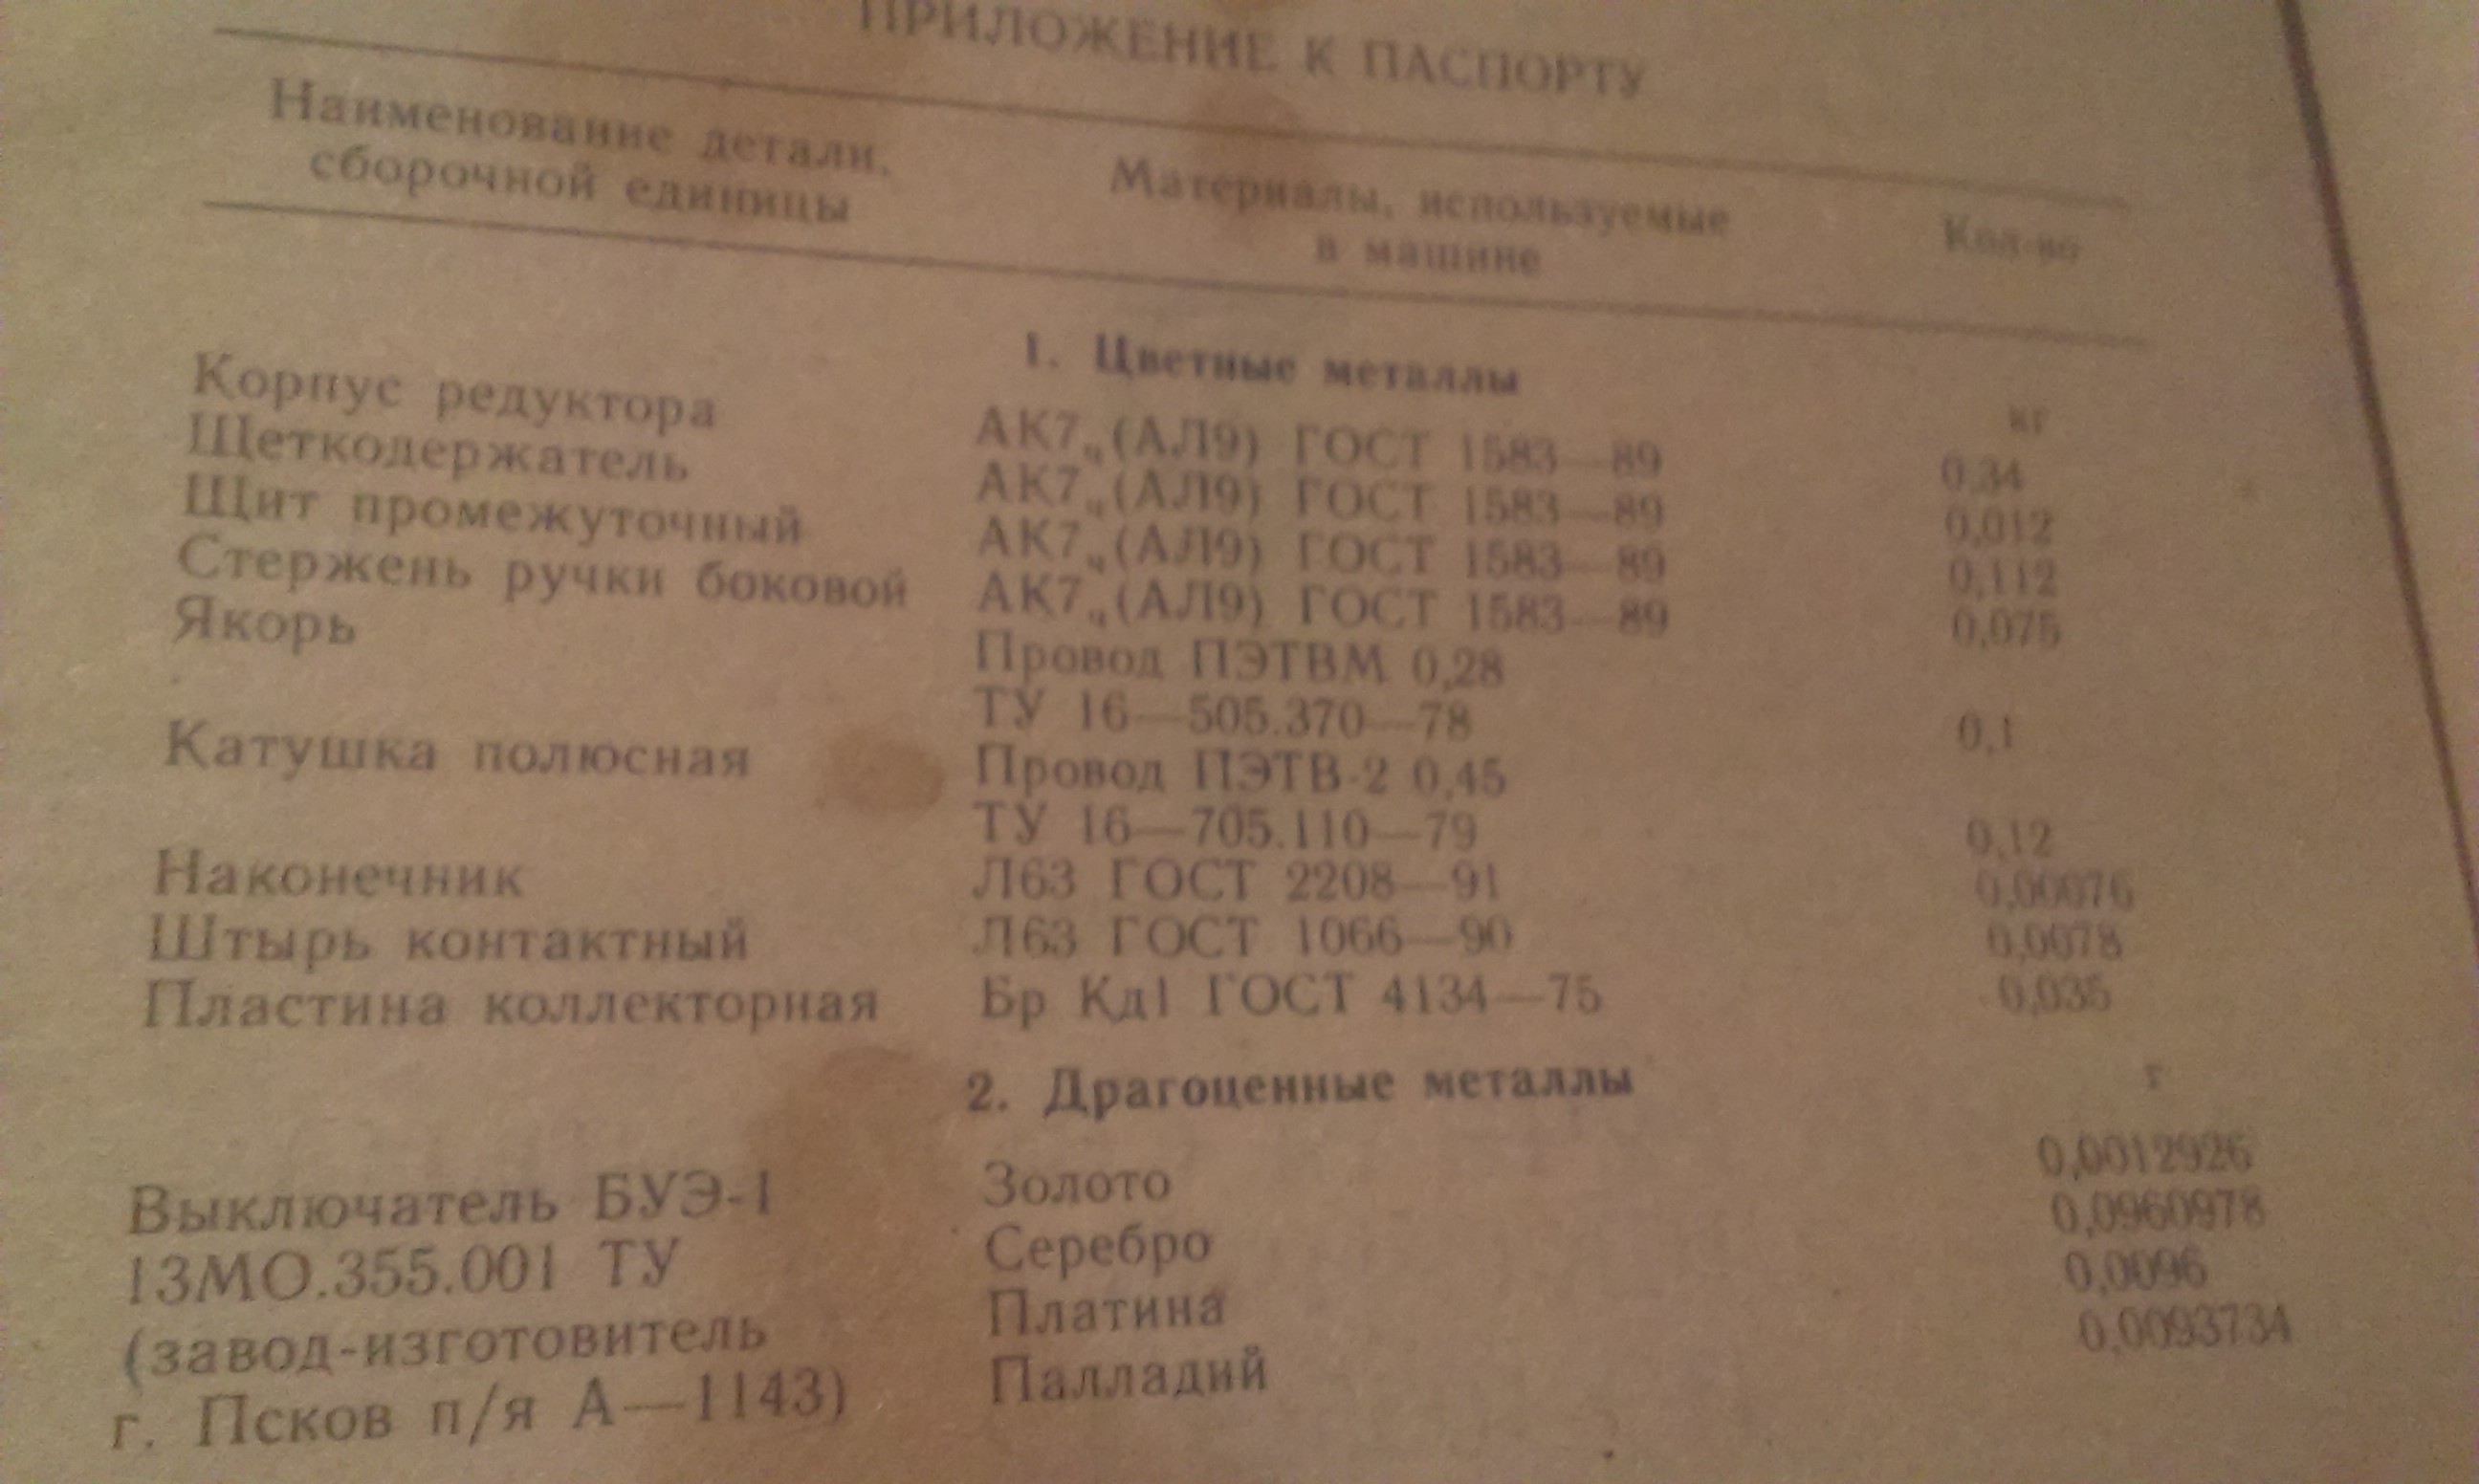 ПРИЛОЖЕНИЕ К ПАСПОРТУ
Наименование детали, Материалы, используемые Кол-во
сборочной единицы в машине
1. Цветные металлы
кг
Корпус редуктора АК7ч(АЛ9) ГОСТ 1583—89 0,34
Щеткодержатель АК7ч(АЛ9) ГОСТ 1583—89 0,012
Щит промежуточный АК7ч(АЛ9) ГОСТ 1583—89 0,112
Стержень ручки боковой АК7ч(АЛ9) ГОСТ 1583—89 0,075
Якорь Провод ПЭТВМ 0,28
ТУ 16—505.370—78 0,1
Катушка полюсная Провод ПЭТВ-2 0,45
ТУ 16—705.110—79 0,12
Наконечник Л63 ГОСТ 2208—91 0,00076
Штырь контактный Л63 ГОСТ 1066—90 0,0078
Пластина коллекторная Бр Кд1 ГОСТ 4134—75 0,035
2. Драгоценные металлы г
Выключатель БУЭ-1 Золото 0,0012926
13МО.355.001 ТУ Серебро 0,0960978
(завод-изготовитель Платина 0,0096
г. Псков п/я А—1143) Палладий 0,0093734